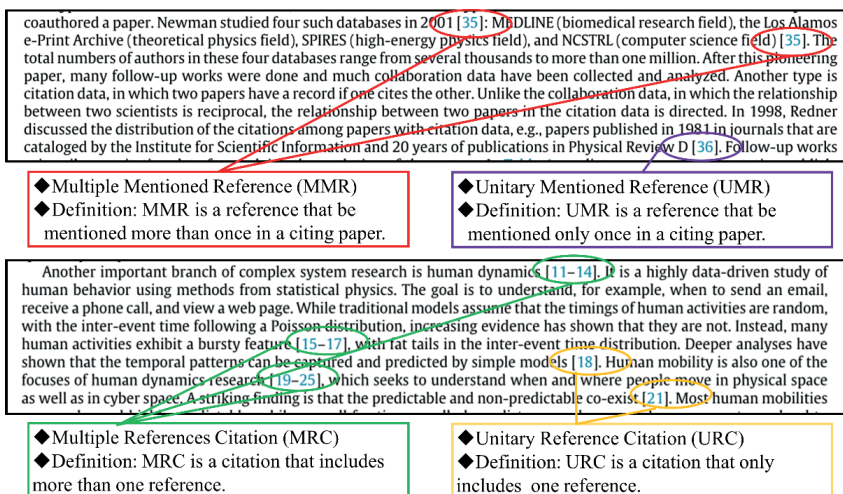 coauthored a paper. Newman studied four such databases in 2001 [35]: MEDLINE (biomedical research field), the Los Alamos
e-Print Archive (theoretical physics field), SPIRES (high-energy physics field), and NCSTRL (computer science field) [35]. The
total numbers of authors in these four databases range from several thousands to more than one million. After this pioneering
paper, many follow-up works were done and much collaboration data have been collected and analyzed. Another type is
citation data, in which two papers have a record if one cites the other. Unlike the collaboration data, in which the relationship
between two scientists is reciprocal, the relationship between two papers in the citation data is directed. In 1998, Redner
discussed the distribution of the citations among papers with citation data, e.g., papers published in 1981 in journals that are
cataloged by the Institute for Scientific Information and 20 years of publications in Physical Review D [36]. Follow-up works
◆Multiple Mentioned Reference (MMR)
◆Definition: MMR is a reference that be
mentioned more than once in a citing paper.
◆Unitary Mentioned Reference (UMR)
◆Definition: UMR is a reference that be
mentioned only once in a citing paper.
Another important branch of complex system research is human dynamics [11–14]. It is a highly data-driven study of
human behavior using methods from statistical physics. The goal is to understand, for example, when to send an email,
receive a phone call, and view a web page. While traditional models assume that the timings of human activities are random,
with the inter-event time following a Poisson distribution, increasing evidence has shown that they are not. Instead, many
human activities exhibit a bursty feature [15–17], with fat tails in the inter-event time distribution. Deeper analyses have
shown that the temporal patterns can be captured and predicted by simple models [18]. Human mobility is also one of the
focuses of human dynamics research [19–25], which seeks to understand when and where people move in physical space
as well as in cyber space. A striking finding is that the predictable and non-predictable co-exist [21]. Most human mobilities
◆Multiple References Citation (MRC)
◆Definition: MRC is a citation that includes
more than one reference.
◆Unitary Reference Citation (URC)
◆Definition: URC is a citation that only
includes one reference.